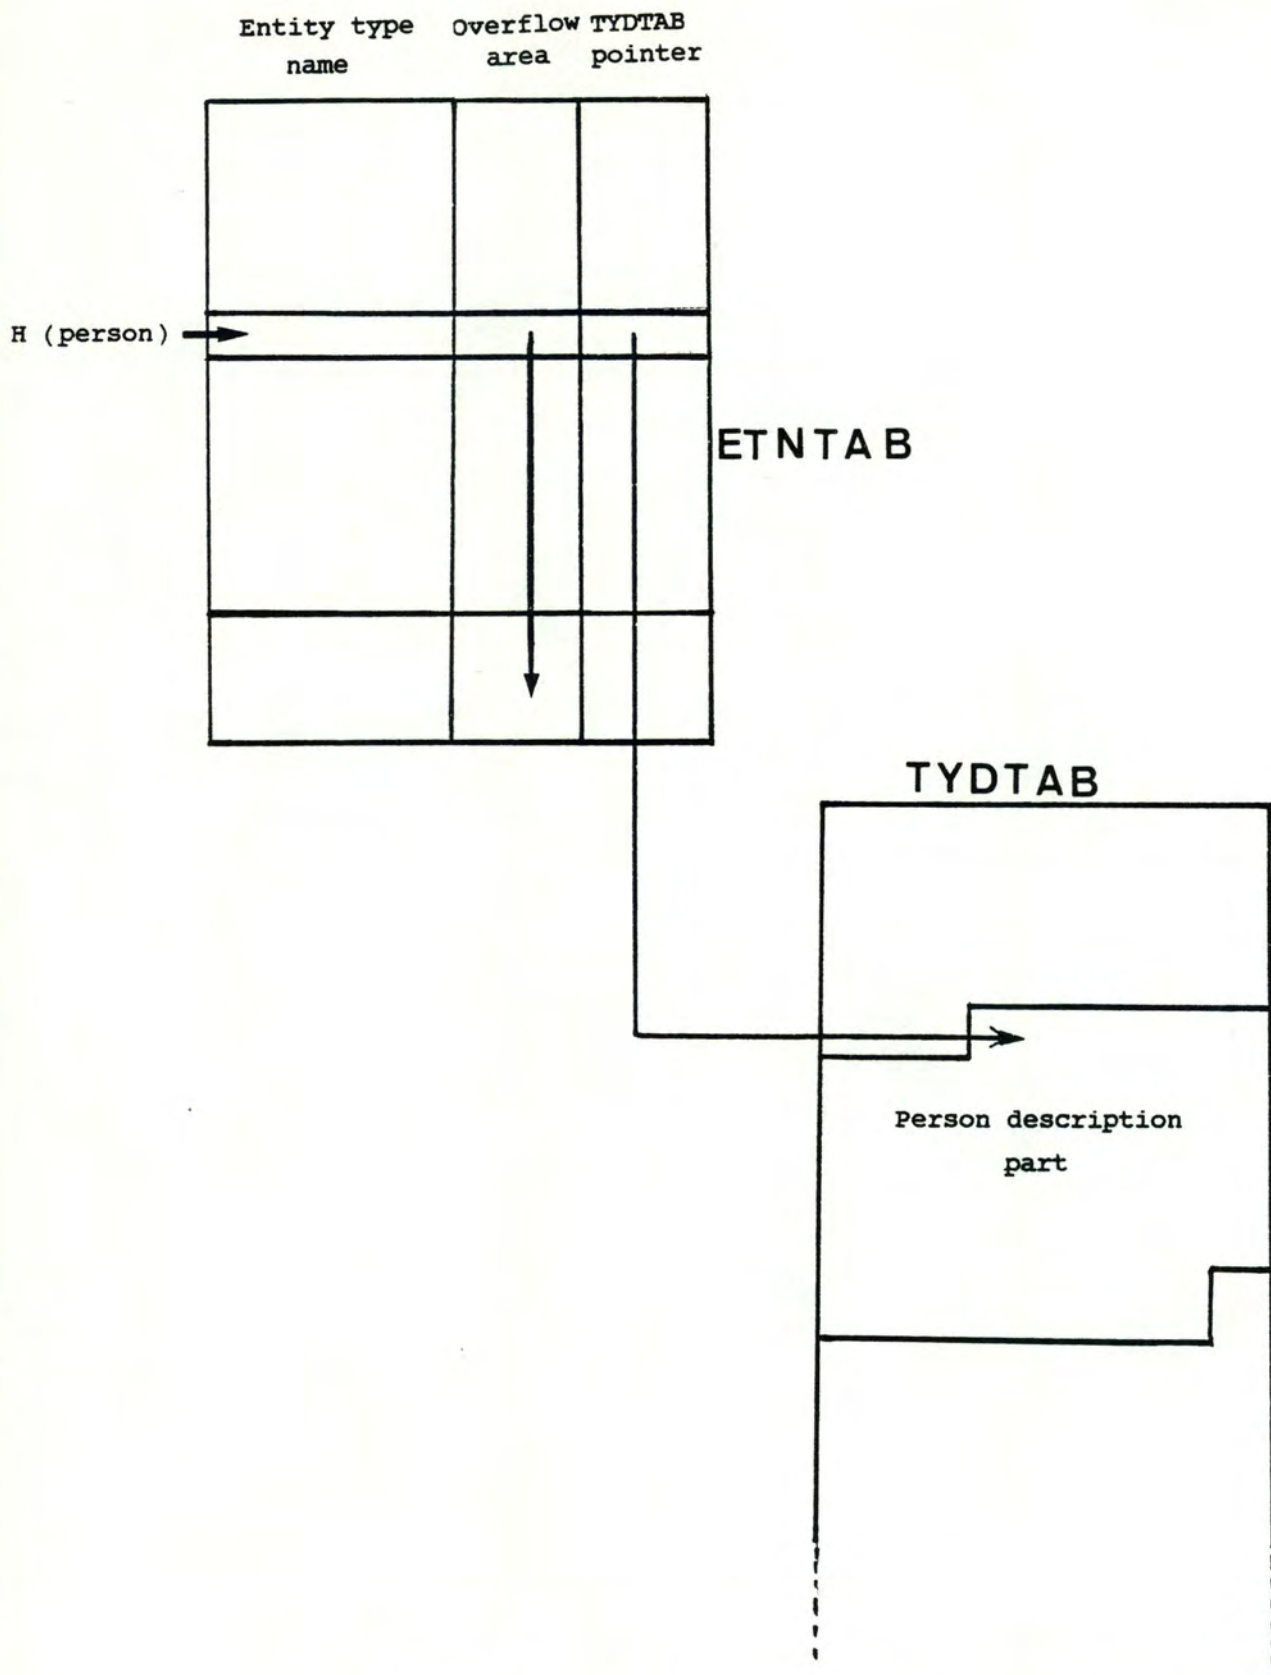 Entity type
name
Overflow
area
TYDTAB
pointer
H (person)
ETNTAB
TYDTAB
Person description
part